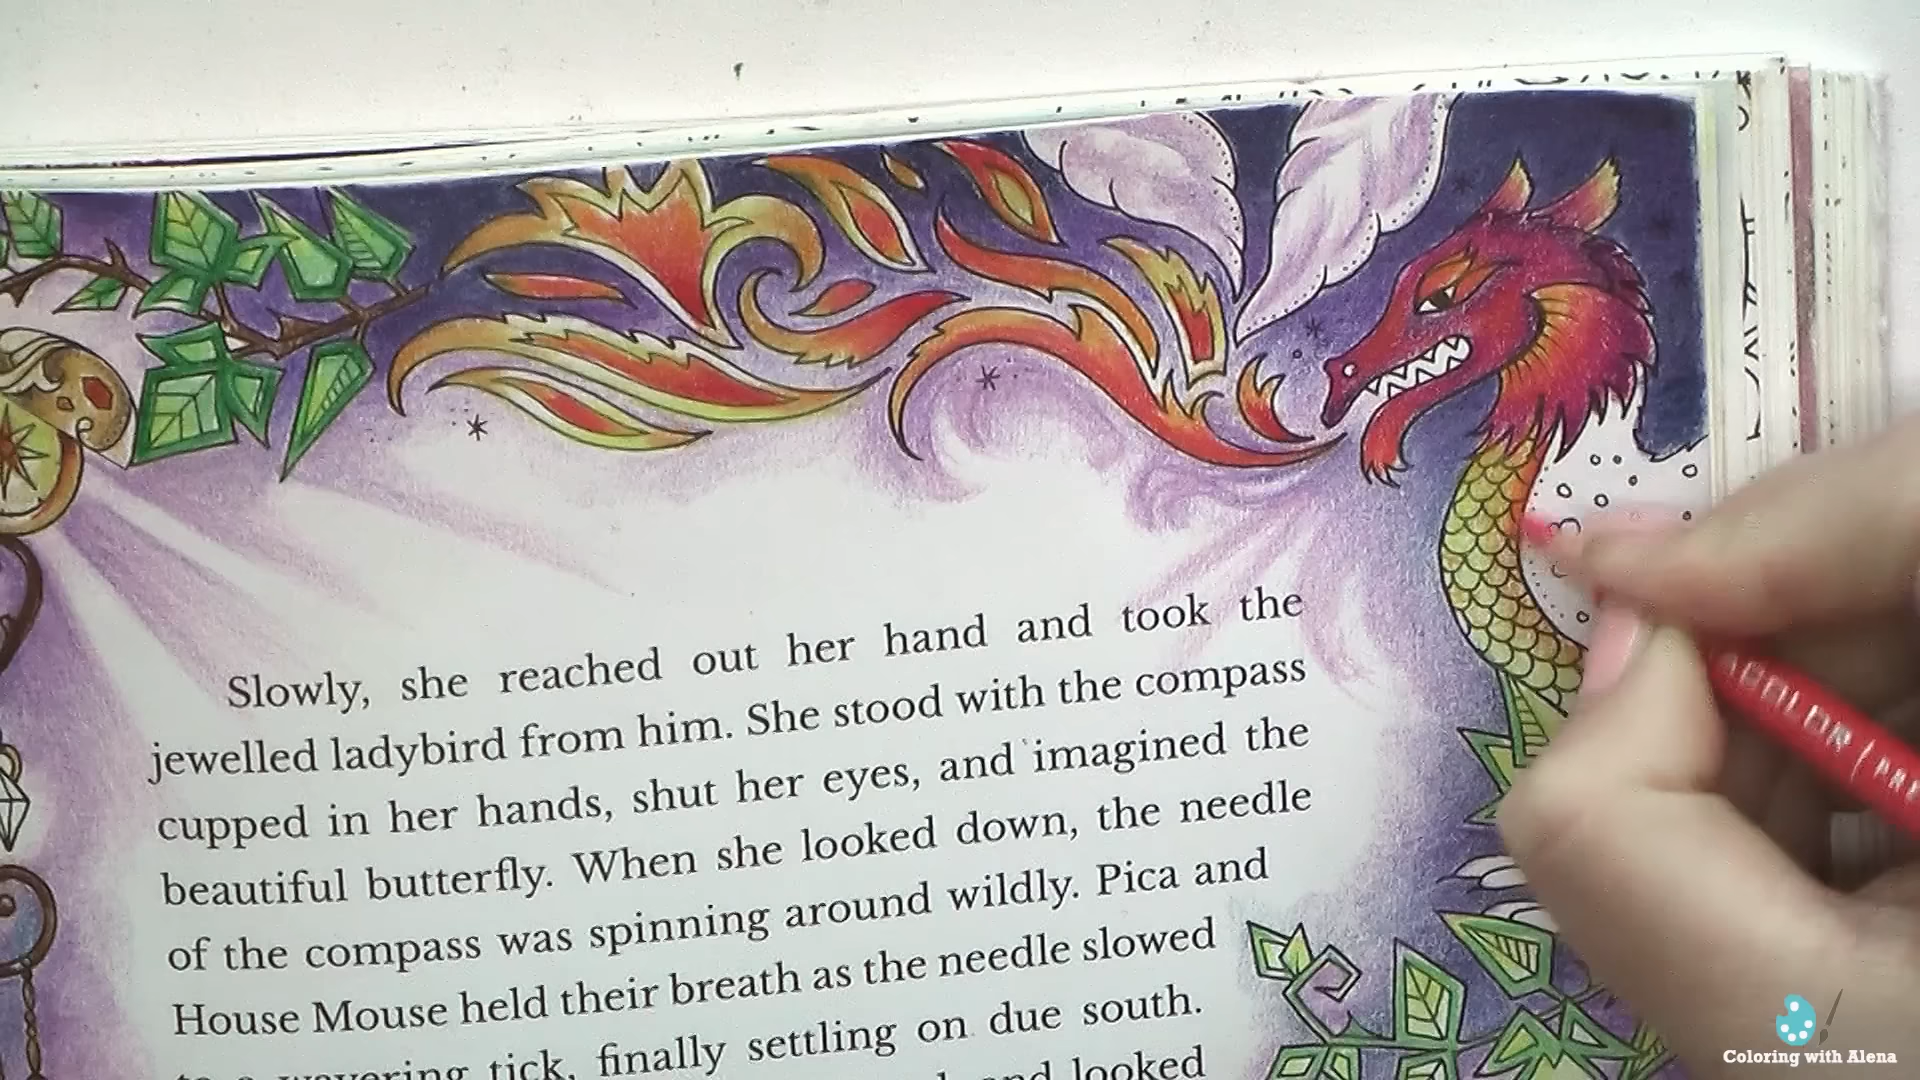 Slowly, she reached out her hand and took the
jewelled ladybird from him. She stood with the compass
cupped in her hands, shut her eyes, and imagined the
beautiful butterfly. When she looked down, the needle
of the compass was spinning around wildly. Pica and
House Mouse held their breath as the needle slowed
to a wavering tick, finally settling on due south.
and looked
Coloring with Alena